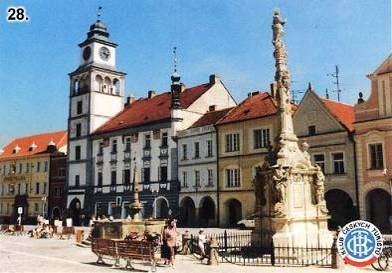 28.
KLUB ČESKÝCH TURISTŮ